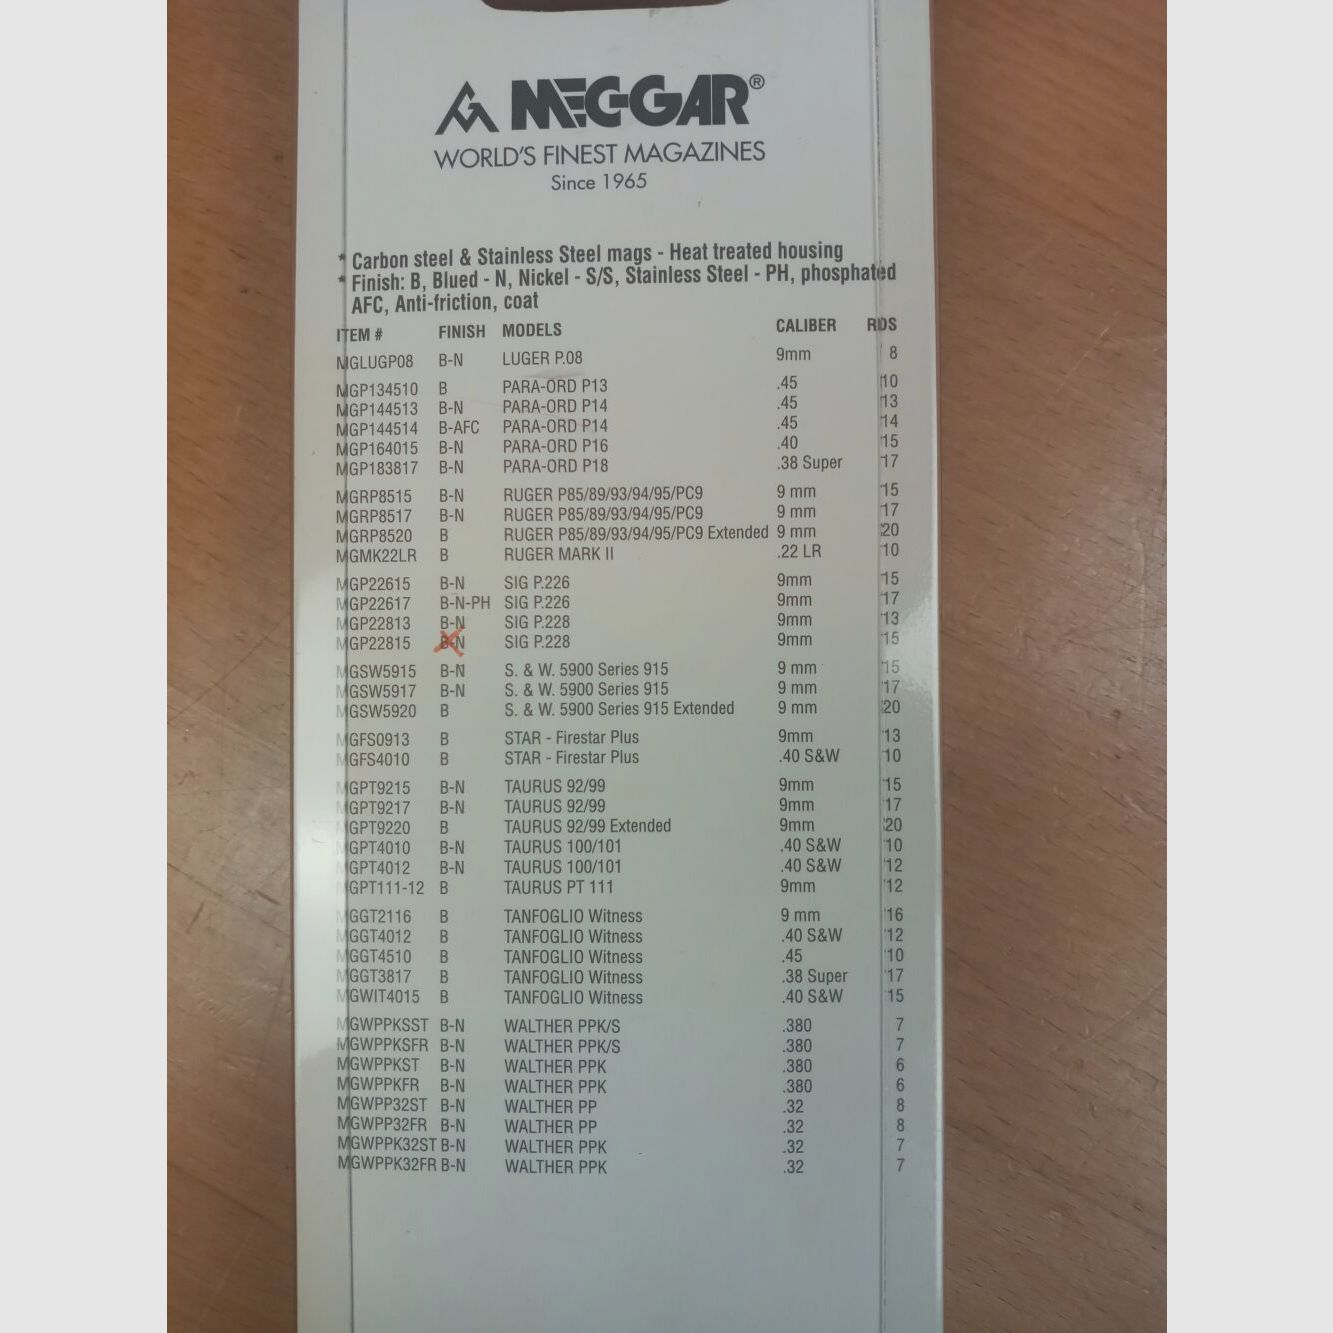 MEC-GAR®
WORLD'S FINEST MAGAZINES
Since 1965
* Carbon steel & Stainless Steel mags - Heat treated housing
* Finish: B, Blued - N, Nickel - S/S, Stainless Steel - PH, phosphated
AFC, Anti-friction, coat
ITEM # FINISH MODELS CALIBER RDS
MGLUGP08 B-N LUGER P.08 9mm 8
MGP134510 B PARA-ORD P13 .45 10
MGP144513 B-N PARA-ORD P14 .45 13
MGP144514 B-AFC PARA-ORD P14 .45 14
MGP164015 B-N PARA-ORD P16 .40 15
MGP183817 B-N PARA-ORD P18 .38 Super 17
MGRP8515 B-N RUGER P85/89/93/94/95/PC9 9 mm 15
MGRP8517 B-N RUGER P85/89/93/94/95/PC9 9 mm 17
MGRP8520 B RUGER P85/89/93/94/95/PC9 Extended 9 mm 20
MGMK22LR B RUGER MARK II .22 LR 10
MGP22615 B-N SIG P.226 9mm 15
MGP22617 B-N-PH SIG P.226 9mm 17
MGP22813 B-N SIG P.228 9mm 13
MGP22815 B-N SIG P.228 9mm 15
MGSW5915 B-N S. & W. 5900 Series 915 9 mm 15
MGSW5917 B-N S. & W. 5900 Series 915 9 mm 17
MGSW5920 B S. & W. 5900 Series 915 Extended 9 mm 20
MGFS0913 B STAR - Firestar Plus 9mm 13
MGFS4010 B STAR - Firestar Plus .40 S&W 10
MGPT9215 B-N TAURUS 92/99 9mm 15
MGPT9217 B-N TAURUS 92/99 9mm 17
MGPT9220 B TAURUS 92/99 Extended 9mm 20
MGPT4010 B-N TAURUS 100/101 .40 S&W 10
MGPT4012 B-N TAURUS 100/101 .40 S&W 12
MGPT111-12 B TAURUS PT 111 9mm 12
MGGT2116 B TANFOGLIO Witness 9 mm 16
MGGT4012 B TANFOGLIO Witness .40 S&W 12
MGGT4510 B TANFOGLIO Witness .45 10
MGGT3817 B TANFOGLIO Witness .38 Super 17
MGWIT4015 B TANFOGLIO Witness .40 S&W 15
MGWPPKSST B-N WALTHER PPK/S .380 7
MGWPPKSFR B-N WALTHER PPK/S .380 7
MGWPPKST B-N WALTHER PPK .380 6
MGWPPKFR B-N WALTHER PPK .380 6
MGWPP32ST B-N WALTHER PP .32 8
MGWPP32FR B-N WALTHER PP .32 8
MGWPPK32ST B-N WALTHER PPK .32 7
MGWPPK32FR B-N WALTHER PPK .32 7